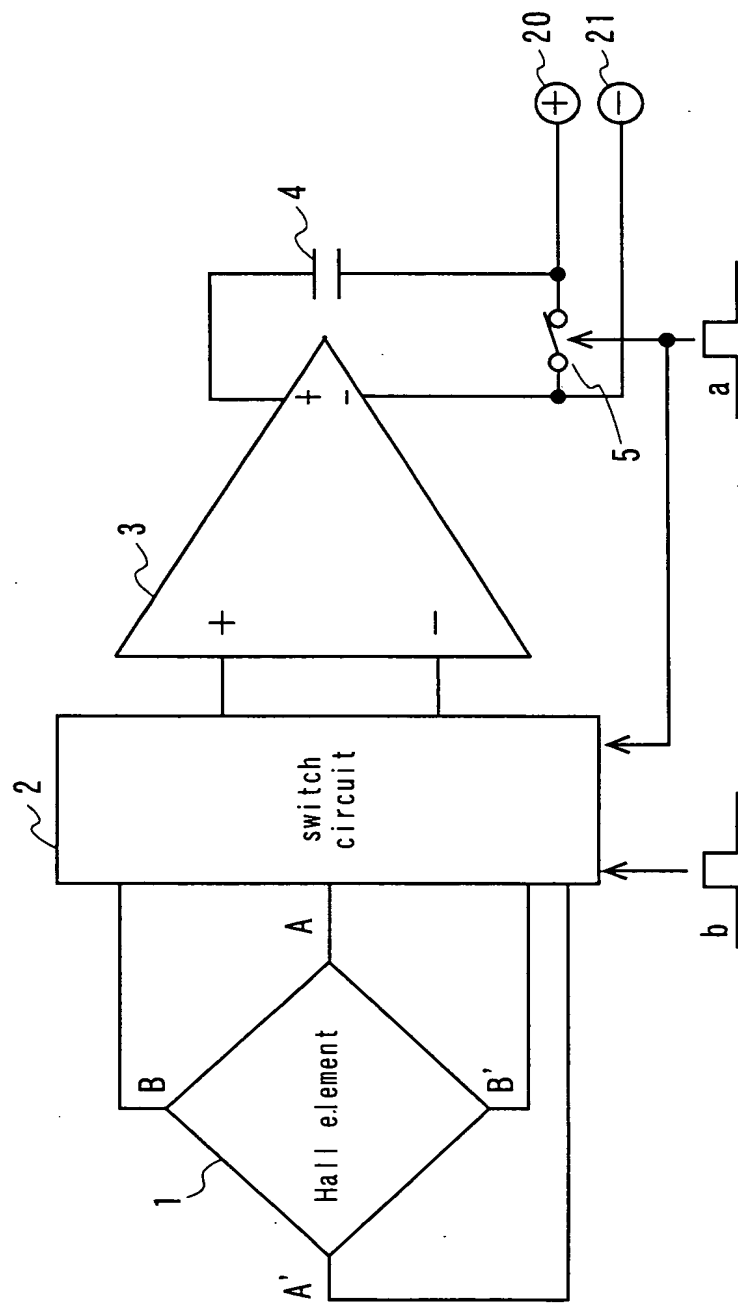 2
3
4
1
B
A
A'
B'
Hall element
switch
circuit
+
−
+
−
5
+
20
−
21
b
a